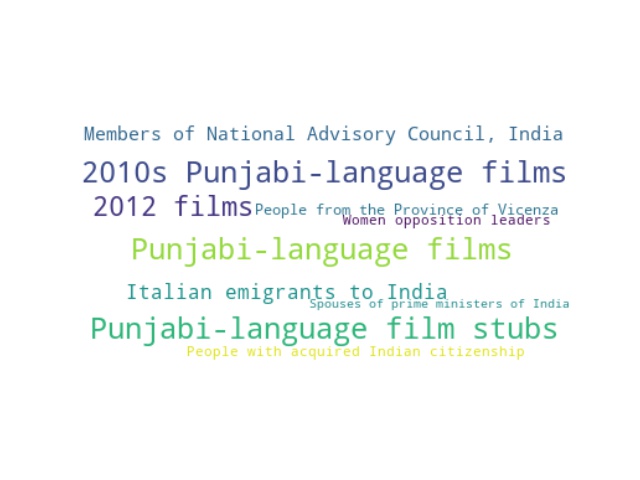 Members of National Advisory Council, India
2010s Punjabi-language films
2012 films
People from the Province of Vicenza
Women opposition leaders
Punjabi-language films
Italian emigrants to India
Spouses of prime ministers of India
Punjabi-language film stubs
People with acquired Indian citizenship